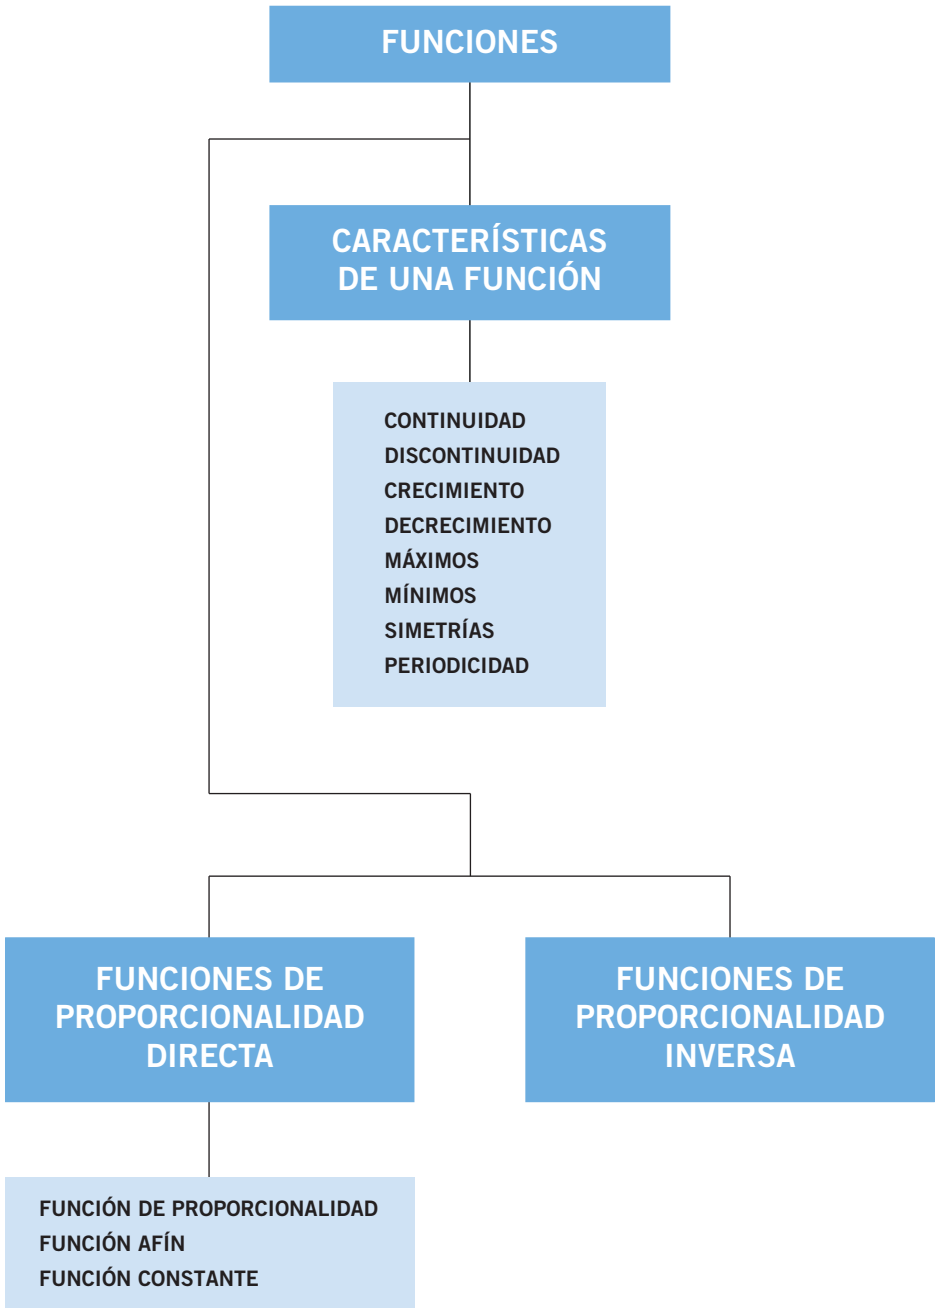 FUNCIONES
CARACTERÍSTICAS
DE UNA FUNCIÓN
CONTINUIDAD
DISCONTINUIDAD
CRECIMIENTO
DECRECIMIENTO
MÁXIMOS
MÍNIMOS
SIMETRÍAS
PERIODICIDAD
FUNCIONES DE
PROPORCIONALIDAD
DIRECTA
FUNCIONES DE
PROPORCIONALIDAD
INVERSA
FUNCIÓN DE PROPORCIONALIDAD
FUNCIÓN AFÍN
FUNCIÓN CONSTANTE